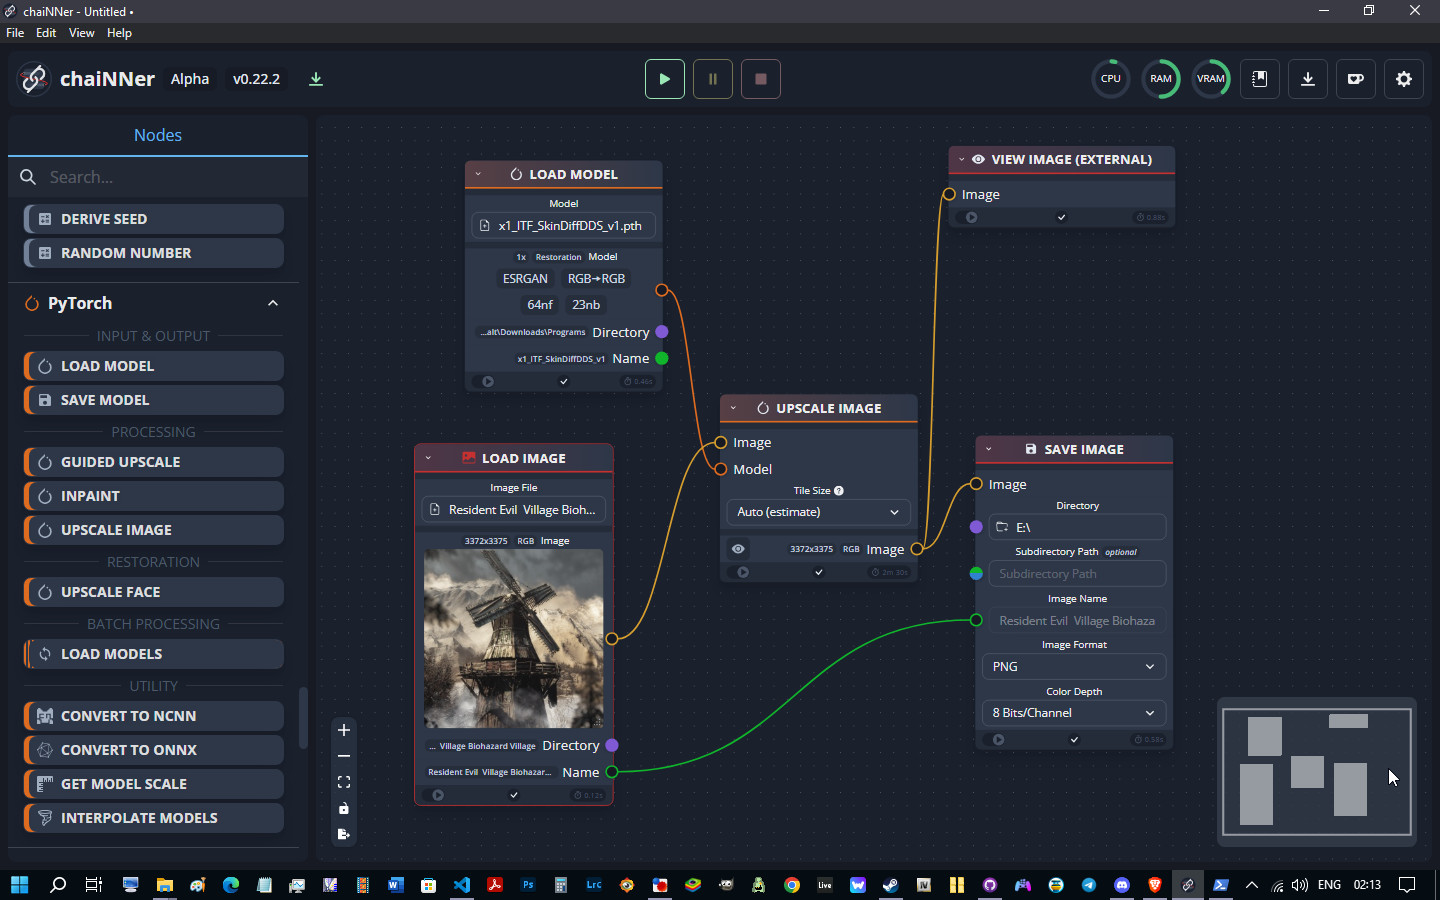 chaiNNer - Untitled •
File Edit View Help
chaiNNer Alpha v0.22.2
CPU RAM VRAM
Nodes
Search...
DERIVE SEED
RANDOM NUMBER
PyTorch
INPUT & OUTPUT
LOAD MODEL
SAVE MODEL
PROCESSING
GUIDED UPSCALE
INPAINT
UPSCALE IMAGE
RESTORATION
UPSCALE FACE
BATCH PROCESSING
LOAD MODELS
UTILITY
CONVERT TO NCNN
CONVERT TO ONNX
GET MODEL SCALE
INTERPOLATE MODELS
LOAD MODEL
Model
x1_ITF_SkinDiffDDS_v1.pth
1x Restoration Model
ESRGAN RGB→RGB
64nf 23nb
...alt\Downloads\Programs Directory
x1_ITF_SkinDiffDDS_v1 Name
0.46s
LOAD IMAGE
Image File
Resident Evil Village Bioh...
3372x3375 RGB Image
... Village Biohazard Village Directory
Resident Evil Village Biohazar... Name
0.12s
UPSCALE IMAGE
Image
Model
Tile Size
Auto (estimate)
3372x3375 RGB Image
2m 30s
VIEW IMAGE (EXTERNAL)
Image
0.88s
SAVE IMAGE
Image
Directory
E:\
Subdirectory Path optional
Subdirectory Path
Image Name
Resident Evil Village Biohaza
Image Format
PNG
Color Depth
8 Bits/Channel
0.58s
Ps Lrc Live IV ENG 02:13